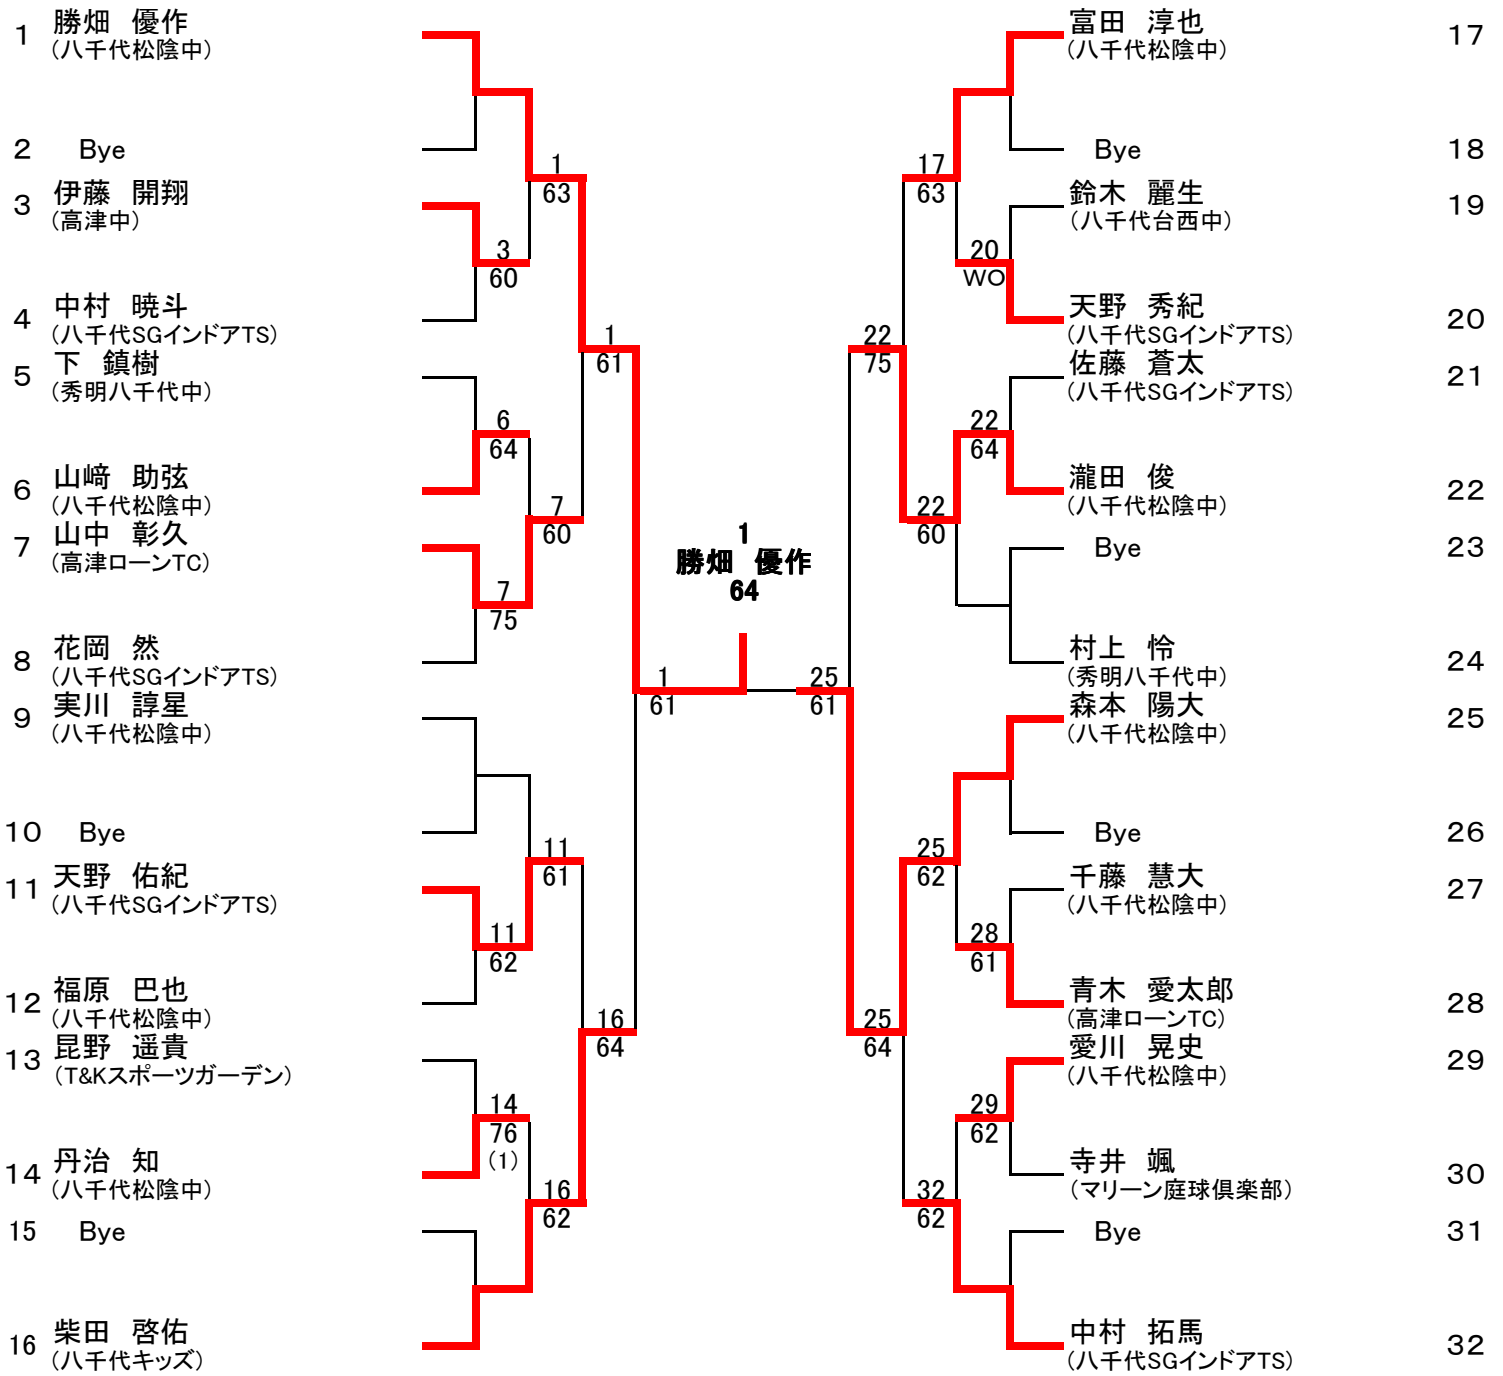 1 勝畑 優作
(八千代松陰中)
2 Bye
3 伊藤 開翔
(高津中)
4 中村 暁斗
(八千代SGインドアTS)
5 下 鎮樹
(秀明八千代中)
6 山﨑 助弦
(八千代松陰中)
7 山中 彰久
(高津ローンTC)
8 花岡 然
(八千代SGインドアTS)
9 実川 諄星
(八千代松陰中)
10 Bye
11 天野 佑紀
(八千代SGインドアTS)
12 福原 巴也
(八千代松陰中)
13 昆野 遥貴
(T&Kスポーツガーデン)
14 丹治 知
(八千代松陰中)
15 Bye
16 柴田 啓佑
(八千代キッズ)
3
60
6
64
7
75
11
62
14
76
(1)
1
63
7
60
11
61
16
62
1
61
16
64
1
61
1
勝畑 優作
64
25
61
22
75
25
64
17
63
22
60
25
62
32
62
20
WO
22
64
28
61
29
62
富田 淳也 17
(八千代松陰中)
Bye 18
鈴木 麗生 19
(八千代台西中)
天野 秀紀 20
(八千代SGインドアTS)
佐藤 蒼太 21
(八千代SGインドアTS)
瀧田 俊 22
(八千代松陰中)
Bye 23
村上 怜 24
(秀明八千代中)
森本 陽大 25
(八千代松陰中)
Bye 26
千藤 慧大 27
(八千代松陰中)
青木 愛太郎 28
(高津ローンTC)
愛川 晃史 29
(八千代松陰中)
寺井 颯 30
(マリーン庭球倶楽部)
Bye 31
中村 拓馬 32
(八千代SGインドアTS)